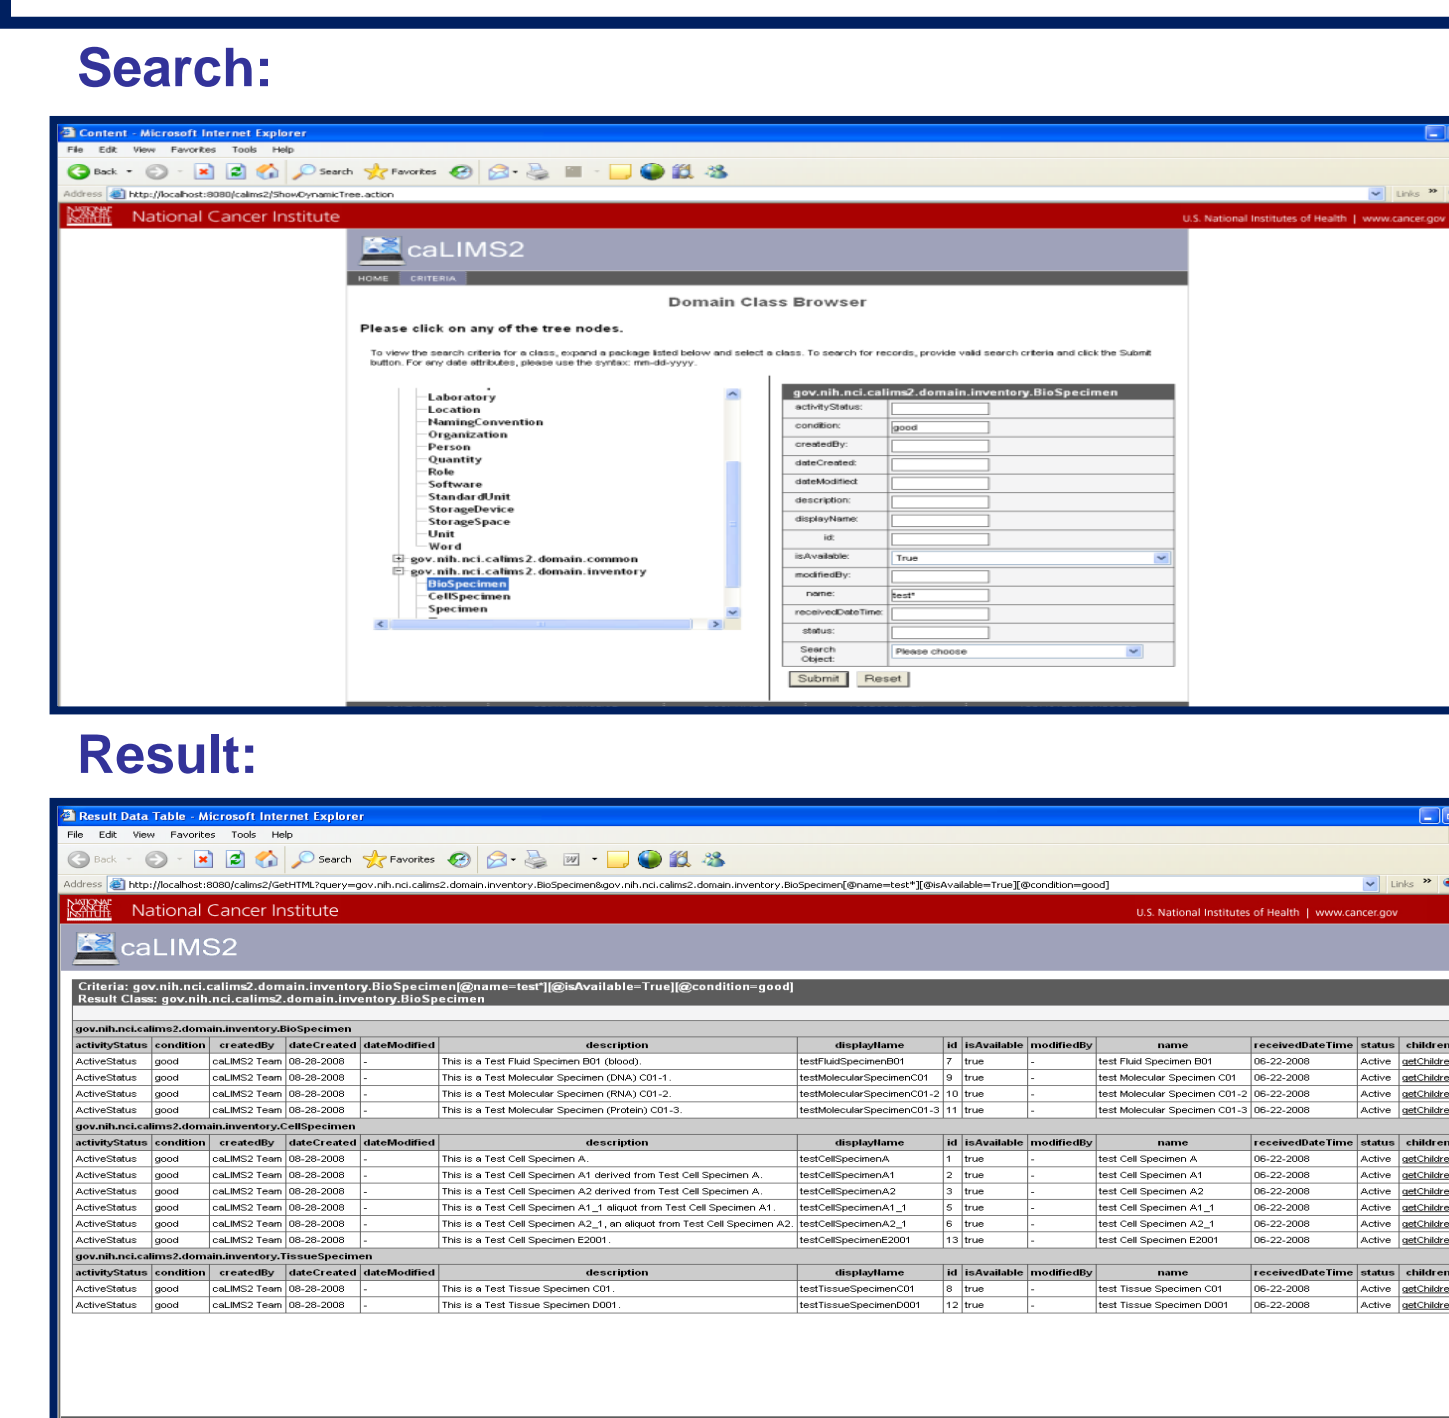 Search:
Content - Microsoft Internet Explorer
File Edit View Favorites Tools Help
Back Search Favorites
Address http://localhost:8080/calims2/ShowDynamicTree.action Links »
NATIONAL CANCER INSTITUTE National Cancer Institute U.S. National Institutes of Health | www.cancer.gov
caLIMS2
HOME CRITERIA
Domain Class Browser
Please click on any of the tree nodes.
To view the search criteria for a class, expand a package listed below and select a class. To search for records, provide valid search criteria and click the Submit
button. For any date attributes, please use the syntax: mm-dd-yyyy.
Laboratory
Location
NamingConvention
Organization
Person
Quantity
Role
Software
StandardUnit
StorageDevice
StorageSpace
Unit
Word
gov.nih.nci.calims2.domain.common
gov.nih.nci.calims2.domain.inventory
BioSpecimen
CellSpecimen
Specimen
gov.nih.nci.calims2.domain.inventory.BioSpecimen
activityStatus:
condition: good
createdBy:
dateCreated:
dateModified:
description:
displayName:
id:
isAvailable: True
modifiedBy:
name: test*
receivedDateTime:
status:
Search Object: Please choose
Submit Reset
Result:
Result Data Table - Microsoft Internet Explorer
File Edit View Favorites Tools Help
Back Search Favorites
Address http://localhost:8080/calims2/GetHTML?query=gov.nih.nci.calims2.domain.inventory.BioSpecimen&gov.nih.nci.calims2.domain.inventory.BioSpecimen[@name=test*][@isAvailable=True][@condition=good] Links »
NATIONAL CANCER INSTITUTE National Cancer Institute U.S. National Institutes of Health | www.cancer.gov
caLIMS2
Criteria: gov.nih.nci.calims2.domain.inventory.BioSpecimen[@name=test*][@isAvailable=True][@condition=good]
Result Class: gov.nih.nci.calims2.domain.inventory.BioSpecimen
gov.nih.nci.calims2.domain.inventory.BioSpecimen
activityStatus condition createdBy dateCreated dateModified description displayName id isAvailable modifiedBy name receivedDateTime status children
ActiveStatus good caLIMS2 Team 08-28-2008 - This is a Test Fluid Specimen B01 (blood). testFluidSpecimenB01 7 true - test Fluid Specimen B01 06-22-2008 Active getChildre
ActiveStatus good caLIMS2 Team 08-28-2008 - This is a Test Molecular Specimen (DNA) C01-1. testMolecularSpecimenC01 9 true - test Molecular Specimen C01 06-22-2008 Active getChildre
ActiveStatus good caLIMS2 Team 08-28-2008 - This is a Test Molecular Specimen (RNA) C01-2. testMolecularSpecimenC01-2 10 true - test Molecular Specimen C01-2 06-22-2008 Active getChildre
ActiveStatus good caLIMS2 Team 08-28-2008 - This is a Test Molecular Specimen (Protein) C01-3. testMolecularSpecimenC01-3 11 true - test Molecular Specimen C01-3 06-22-2008 Active getChildre
gov.nih.nci.calims2.domain.inventory.CellSpecimen
activityStatus condition createdBy dateCreated dateModified description displayName id isAvailable modifiedBy name receivedDateTime status children
ActiveStatus good caLIMS2 Team 08-28-2008 - This is a Test Cell Specimen A. testCellSpecimenA 1 true - test Cell Specimen A 06-22-2008 Active getChildre
ActiveStatus good caLIMS2 Team 08-28-2008 - This is a Test Cell Specimen A1 derived from Test Cell Specimen A. testCellSpecimenA1 2 true - test Cell Specimen A1 06-22-2008 Active getChildre
ActiveStatus good caLIMS2 Team 08-28-2008 - This is a Test Cell Specimen A2 derived from Test Cell Specimen A. testCellSpecimenA2 3 true - test Cell Specimen A2 06-22-2008 Active getChildre
ActiveStatus good caLIMS2 Team 08-28-2008 - This is a Test Cell Specimen A1_1 aliquot from Test Cell Specimen A1. testCellSpecimenA1_1 5 true - test Cell Specimen A1_1 06-22-2008 Active getChildre
ActiveStatus good caLIMS2 Team 08-28-2008 - This is a Test Cell Specimen A2_1, an aliquot from Test Cell Specimen A2. testCellSpecimenA2_1 6 true - test Cell Specimen A2_1 06-22-2008 Active getChildre
ActiveStatus good caLIMS2 Team 08-28-2008 - This is a Test Cell Specimen E2001. testCellSpecimenE2001 13 true - test Cell Specimen E2001 06-22-2008 Active getChildre
gov.nih.nci.calims2.domain.inventory.TissueSpecimen
activityStatus condition createdBy dateCreated dateModified description displayName id isAvailable modifiedBy name receivedDateTime status children
ActiveStatus good caLIMS2 Team 08-28-2008 - This is a Test Tissue Specimen C01. testTissueSpecimenC01 8 true - test Tissue Specimen C01 06-22-2008 Active getChildre
ActiveStatus good caLIMS2 Team 08-28-2008 - This is a Test Tissue Specimen D001. testTissueSpecimenD001 12 true - test Tissue Specimen D001 06-22-2008 Active getChildre